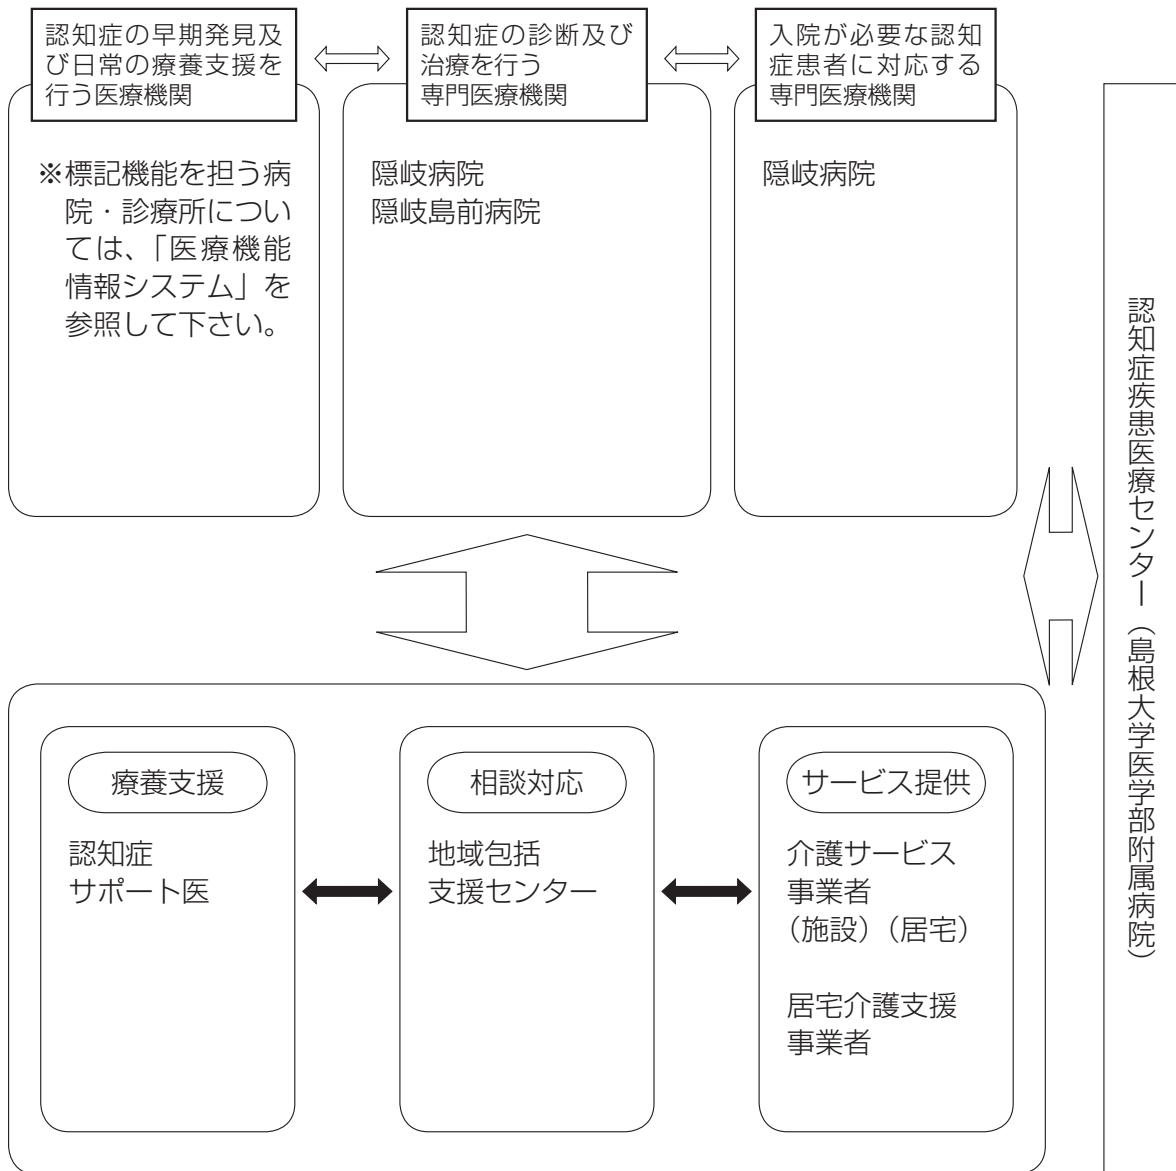 認知症の早期発見及
び日常の療養支援を
行う医療機関
認知症の診断及び
治療を行う
専門医療機関
入院が必要な認知
症患者に対応する
専門医療機関
※標記機能を担う病
院・診療所につい
ては、「医療機能
情報システム」を
参照して下さい。
隠岐病院
隠岐島前病院
隠岐病院
認知症疾患医療センター（島根大学医学部附属病院）
療養支援
認知症
サポート医
相談対応
地域包括
支援センター
サービス提供
介護サービス
事業者
（施設）（居宅）
居宅介護支援
事業者